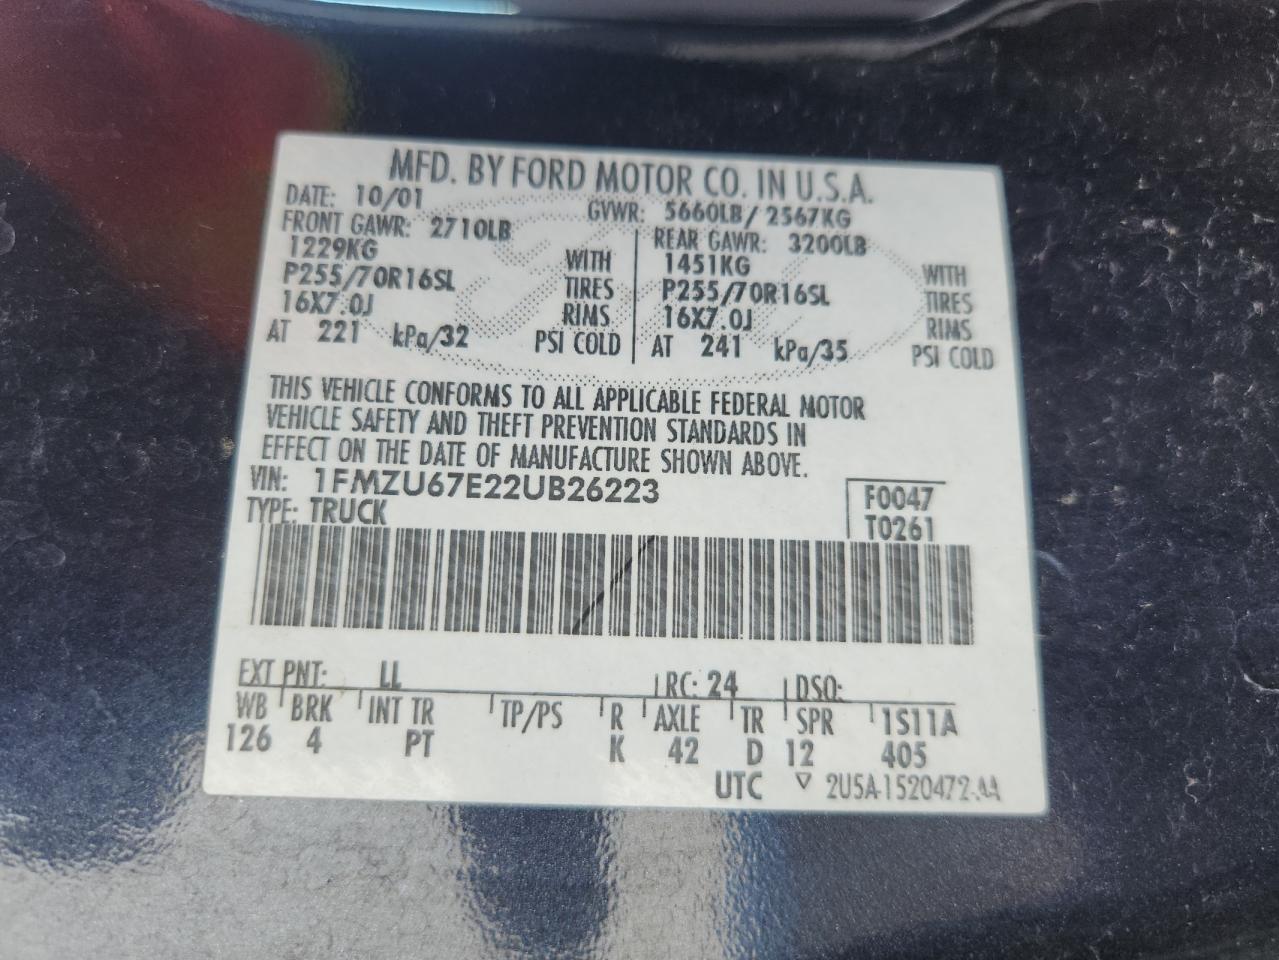 MFD. BY FORD MOTOR CO. IN U.S.A.
DATE: 10/01 GVWR: 5660LB/2567KG
FRONT GAWR: 2710LB REAR GAWR: 3200LB
1229KG WITH 1451KG WITH
P255/70R16SL TIRES P255/70R16SL TIRES
16X7.0J RIMS 16X7.0J RIMS
AT 221 kPa/32 PSI COLD AT 241 kPa/35 PSI COLD
THIS VEHICLE CONFORMS TO ALL APPLICABLE FEDERAL MOTOR
VEHICLE SAFETY AND THEFT PREVENTION STANDARDS IN
EFFECT ON THE DATE OF MANUFACTURE SHOWN ABOVE.
VIN: 1FMZU67E22UB26223 F0047
TYPE: TRUCK T0261
EXT PNT: LL RC: 24 DSO:
WB BRK INT TR TP/PS R AXLE TR SPR 1S11A
126 4 PT K 42 D 12 405
UTC ▽ 2U5A-1520472-AA